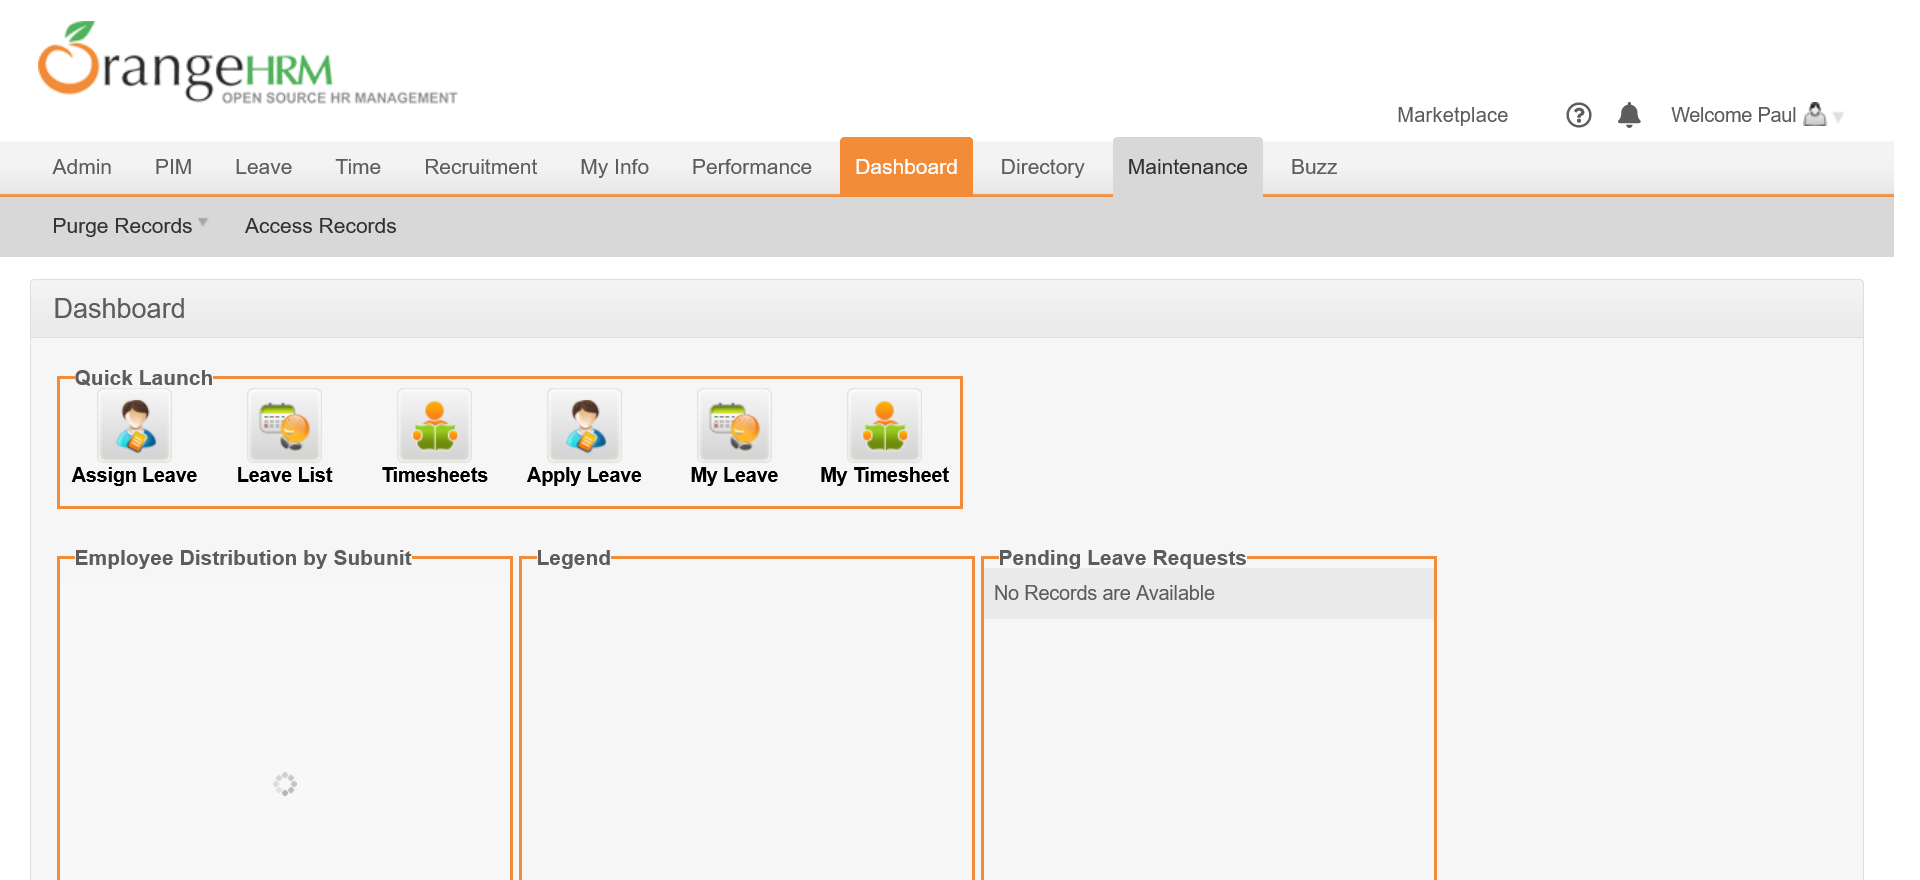 OrangeHRM
OPEN SOURCE HR MANAGEMENT
Marketplace ? Welcome Paul
Admin PIM Leave Time Recruitment My Info Performance Dashboard Directory Maintenance Buzz
Purge Records Access Records
Dashboard
Quick Launch
Assign Leave Leave List Timesheets Apply Leave My Leave My Timesheet
Employee Distribution by Subunit Legend Pending Leave Requests
No Records are Available